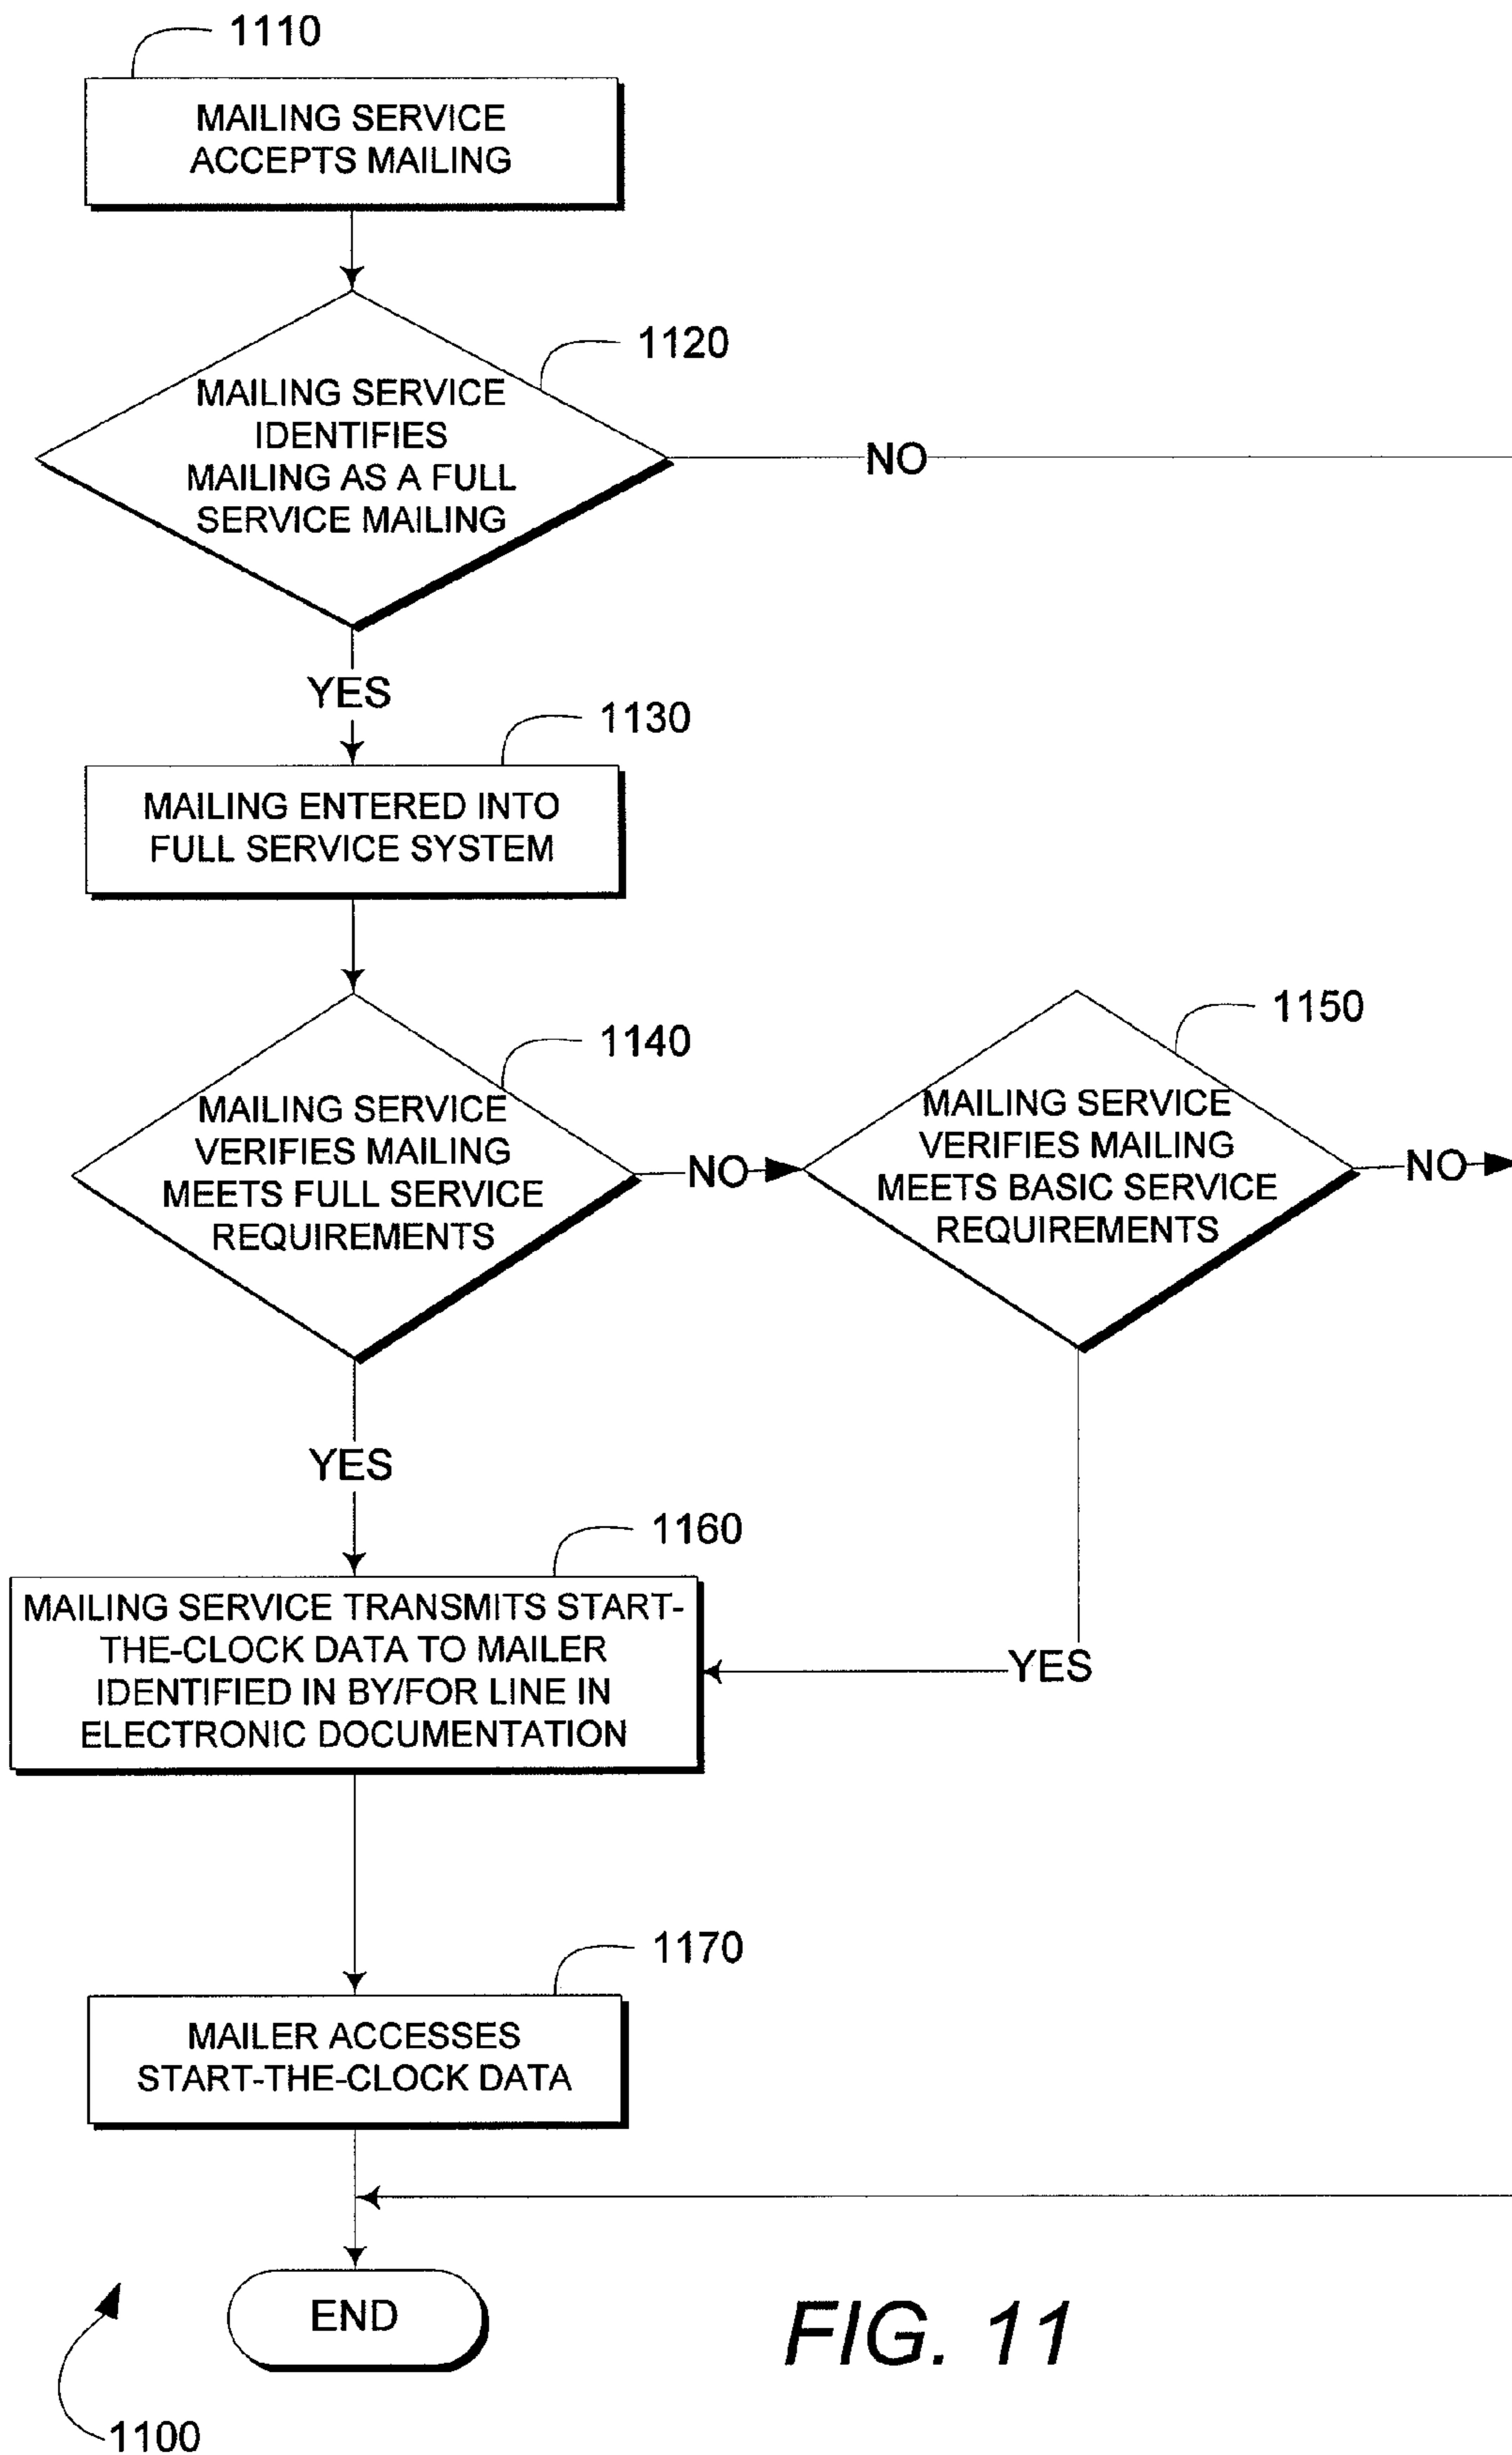 1110
MAILING SERVICE
ACCEPTS MAILING
1120
MAILING SERVICE
IDENTIFIES
MAILING AS A FULL
SERVICE MAILING
NO
YES
1130
MAILING ENTERED INTO
FULL SERVICE SYSTEM
1140
MAILING SERVICE
VERIFIES MAILING
MEETS FULL SERVICE
REQUIREMENTS
NO
1150
MAILING SERVICE
VERIFIES MAILING
MEETS BASIC SERVICE
REQUIREMENTS
NO
YES
YES
1160
MAILING SERVICE TRANSMITS START-
THE-CLOCK DATA TO MAILER
IDENTIFIED IN BY/FOR LINE IN
ELECTRONIC DOCUMENTATION
1170
MAILER ACCESSES
START-THE-CLOCK DATA
END
FIG. 11
1100